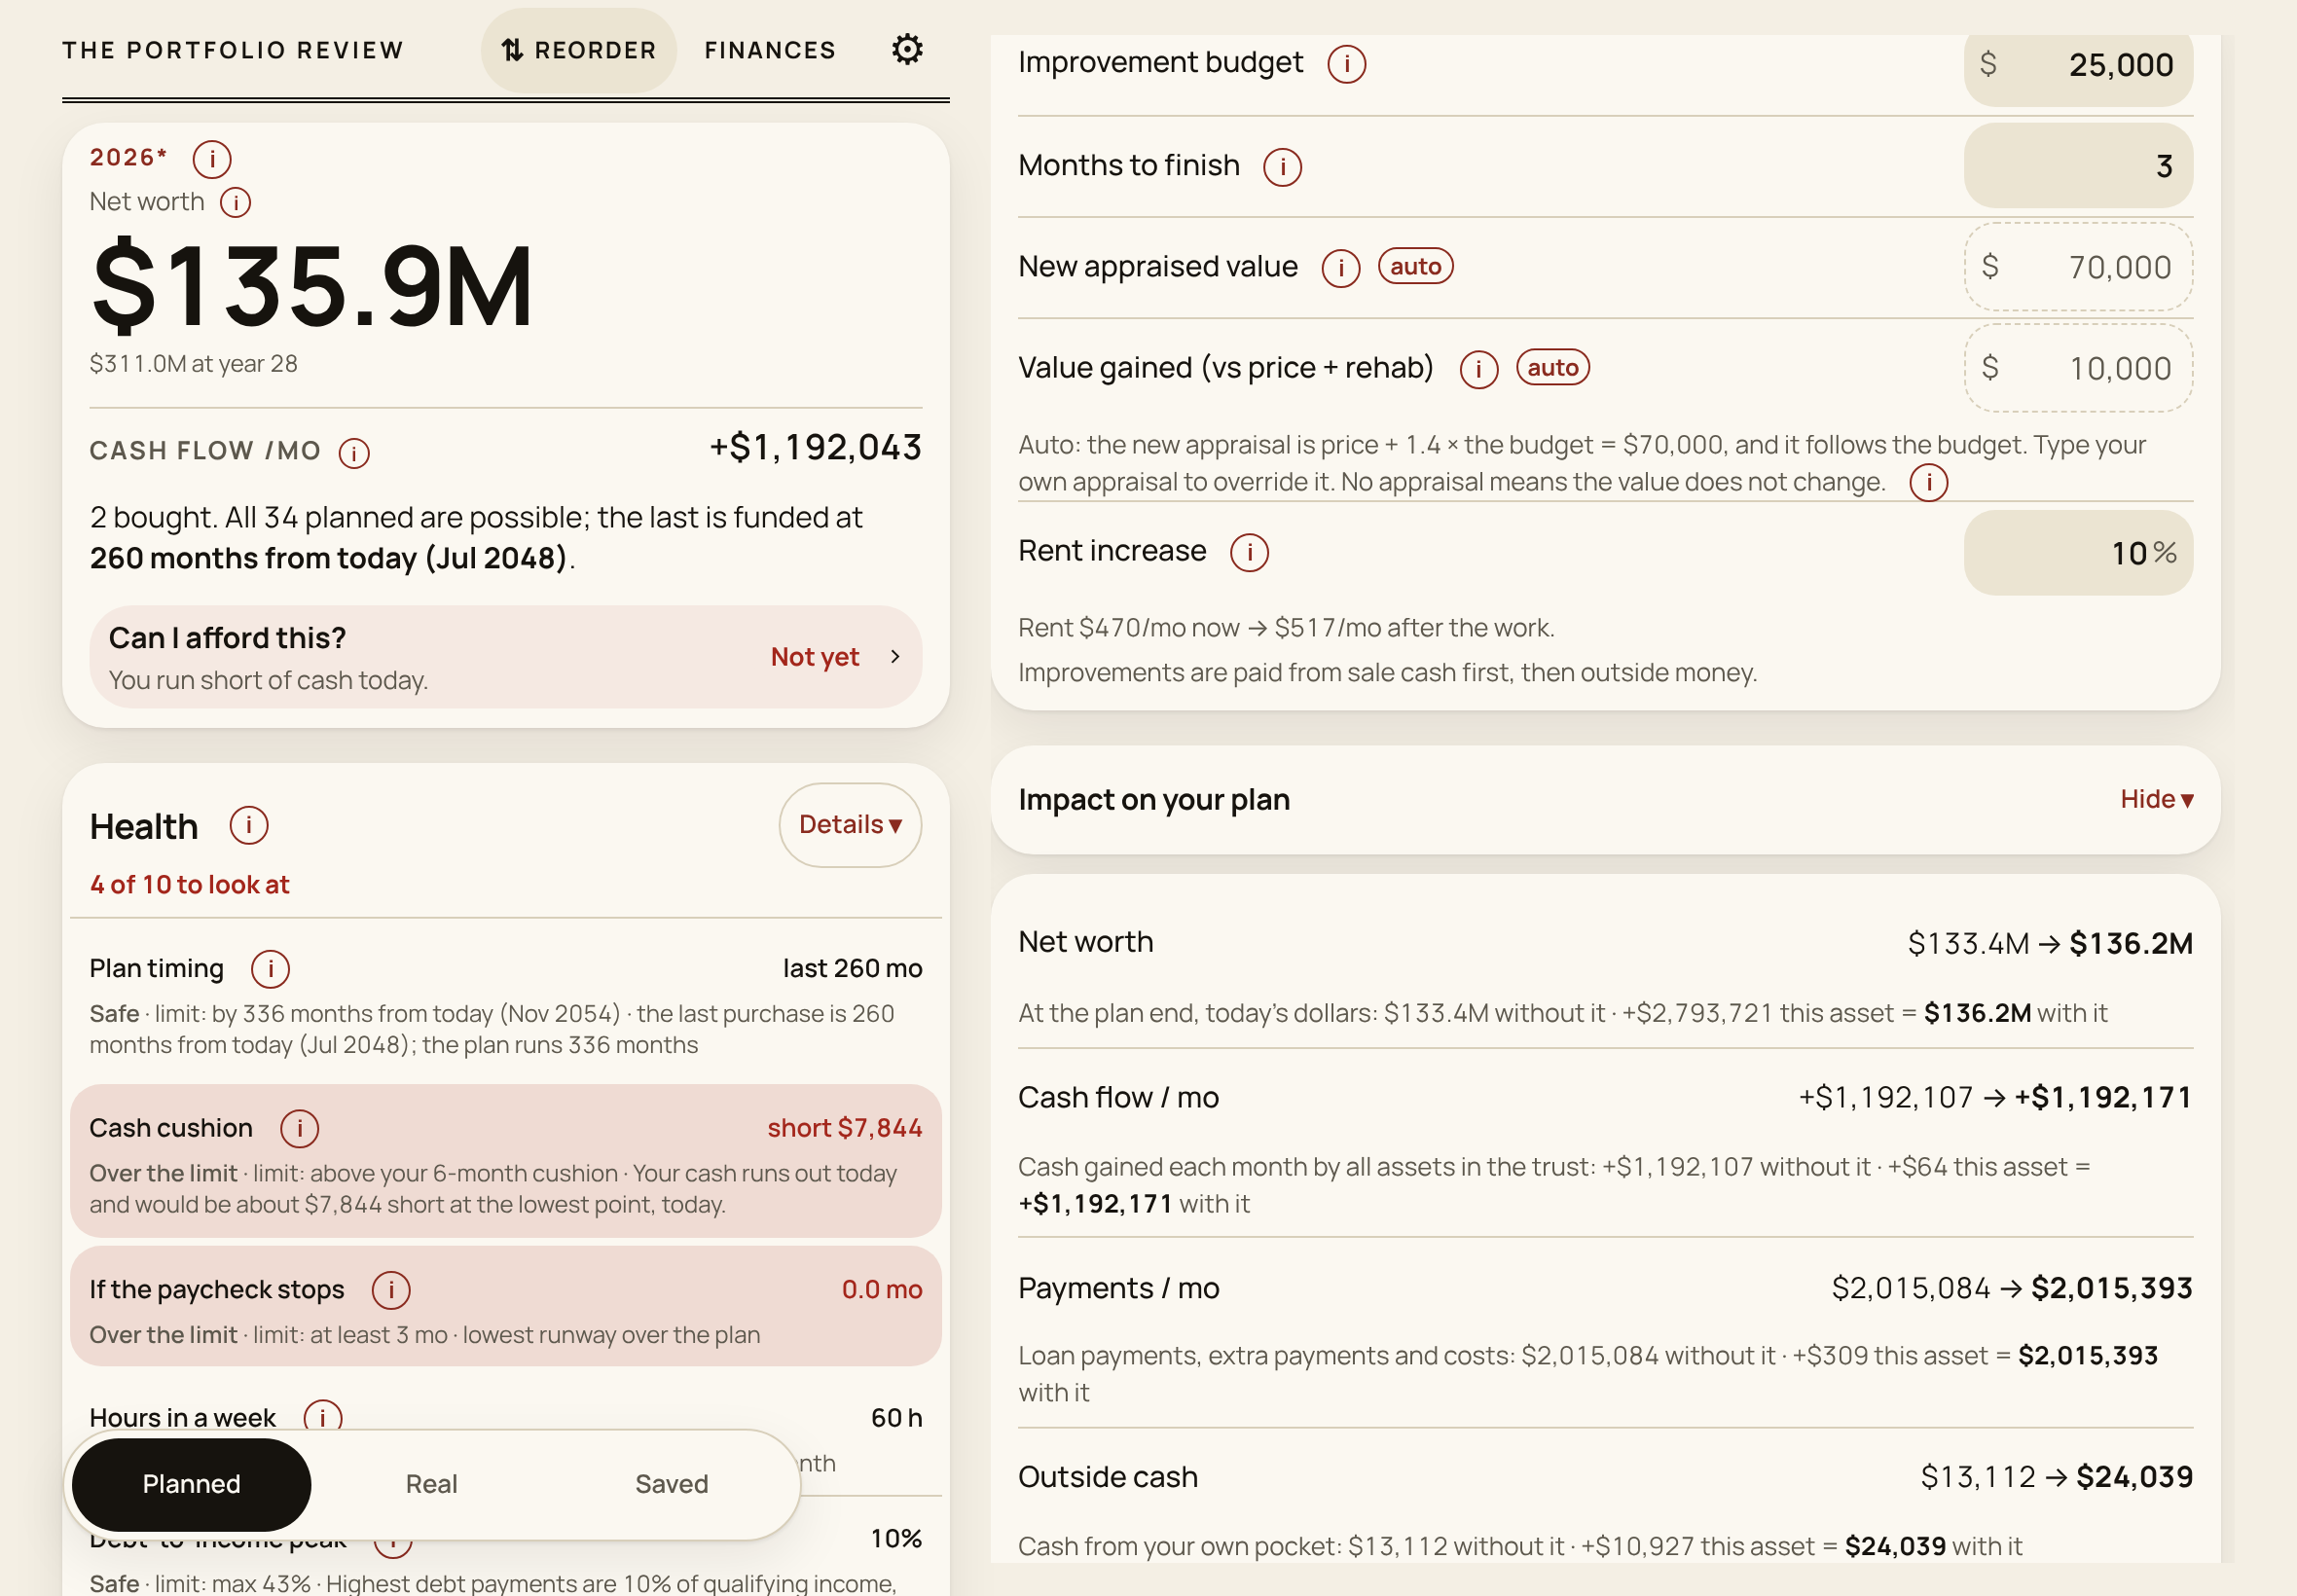 THE PORTFOLIO REVIEW
⇅ REORDER
FINANCES
2026*
Net worth
$135.9M
$311.0M at year 28
CASH FLOW /MO
+$1,192,043
2 bought. All 34 planned are possible; the last is funded at
260 months from today (Jul 2048).
Can I afford this?
Not yet
You run short of cash today.
Health
Details ▾
4 of 10 to look at
Plan timing
last 260 mo
Safe · limit: by 336 months from today (Nov 2054) · the last purchase is 260
months from today (Jul 2048); the plan runs 336 months
Cash cushion
short $7,844
Over the limit · limit: above your 6-month cushion · Your cash runs out today
and would be about $7,844 short at the lowest point, today.
If the paycheck stops
0.0 mo
Over the limit · limit: at least 3 mo · lowest runway over the plan
Hours in a week
60 h
Planned
Real
Saved
Debt-to-income peak
10%
Safe · limit: max 43% · Highest debt payments are 10% of qualifying income,
Improvement budget
$ 25,000
Months to finish
3
New appraised value
auto
$ 70,000
Value gained (vs price + rehab)
auto
$ 10,000
Auto: the new appraisal is price + 1.4 × the budget = $70,000, and it follows the budget. Type your
own appraisal to override it. No appraisal means the value does not change.
Rent increase
10 %
Rent $470/mo now → $517/mo after the work.
Improvements are paid from sale cash first, then outside money.
Impact on your plan
Hide ▾
Net worth
$133.4M → $136.2M
At the plan end, today's dollars: $133.4M without it · +$2,793,721 this asset = $136.2M with it
Cash flow / mo
+$1,192,107 → +$1,192,171
Cash gained each month by all assets in the trust: +$1,192,107 without it · +$64 this asset =
+$1,192,171 with it
Payments / mo
$2,015,084 → $2,015,393
Loan payments, extra payments and costs: $2,015,084 without it · +$309 this asset = $2,015,393
with it
Outside cash
$13,112 → $24,039
Cash from your own pocket: $13,112 without it · +$10,927 this asset = $24,039 with it